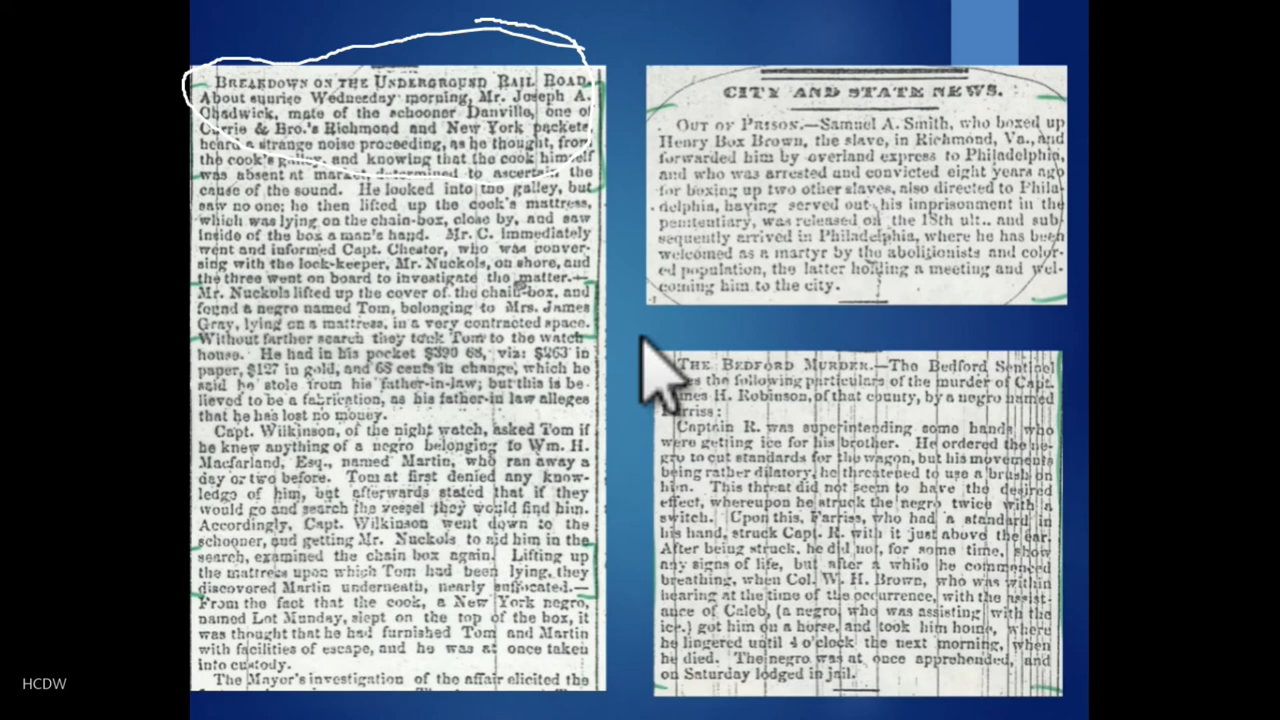 BREAKDOWN ON THE UNDERGROUND RAIL ROAD.
About sunrise Wednesday morning, Mr. Joseph A.
Chadwick, mate of the schooner Danville, one of
Currie & Bro.'s Richmond and New York packets,
heard a strange noise proceeding, as he thought, from
the cook's galley, and knowing that the cook himself
was absent at market, determined to ascertain the
cause of the sound. He looked into the galley, but
saw no one; he then lifted up the cook's mattress,
which was lying on the chain-box, close by, and saw
inside of the box a man's hand. Mr. C. immediately
went and informed Capt. Chester, who was conver-
sing with the lock-keeper, Mr. Nuckols, on shore, and
the three went on board to investigate the matter.—
Mr. Nuckols lifted up the cover of the chain-box, and
found a negro named Tom, belonging to Mrs. James
Gray, lying on a mattress, in a very contracted space.
Without farther search they took Tom to the watch
house. He had in his pocket $390 68, viz: $263 in
paper, $127 in gold, and 68 cents in change, which he
said he stole from his father-in-law; but this is be-
lieved to be a fabrication, as his father-in law alleges
that he has lost no money.
Capt. Wilkinson, of the night watch, asked Tom if
he knew anything of a negro belonging to Wm. H.
Macfarland, Esq., named Martin, who ran away a
day or two before. Tom at first denied any know-
ledge of him, but afterwards stated that if they
would go and search the vessel they would find him.
Accordingly, Capt. Wilkinson went down to the
schooner, and getting Mr. Nuckols to aid him in the
search, examined the chain box again. Lifting up
the mattress upon which Tom had been lying, they
discovered Martin underneath, nearly suffocated.—
From the fact that the cook, a New York negro,
named Lot Munday, slept on the top of the box, it
was thought that he had furnished Tom and Martin
with facilities of escape, and he was at once taken
into custody.
The Mayor's investigation of the affair elicited the
CITY AND STATE NEWS.
OUT OF PRISON.—Samuel A. Smith, who boxed up
Henry Box Brown, the slave, in Richmond, Va., and
forwarded him by overland express to Philadelphia,
and who was arrested and convicted eight years ago
for boxing up two other slaves, also directed to Phila-
delphia, having served out his imprisonment in the
penitentiary, was released on the 18th ult., and sub-
sequently arrived in Philadelphia, where he has been
welcomed as a martyr by the abolitionists and color-
ed population, the latter holding a meeting and wel-
coming him to the city.
THE BEDFORD MURDER.—The Bedford Sentinel
the following particulars of the murder of Capt.
H. Robinson, of that county, by a negro named
Farriss:
Captain R. was superintending some hands who
were getting ice for his brother. He ordered the ne-
gro to cut standards for the wagon, but his movements
being rather dilatory, he threatened to use a brush on
him. This threat did not seem to have the desired
effect, whereupon he struck the negro twice with a
switch. Upon this, Farriss, who had a standard in
his hand, struck Capt. R. with it just above the ear.
After being struck, he did not, for some time, show
any signs of life, but after a while he commenced
breathing, when Col. W. H. Brown, who was within
hearing at the time of the occurrence, with the assist-
ance of Caleb, (a negro who was assisting with the
ice,) got him on a horse, and took him home, where
he lingered until 4 o'clock the next morning, when
he died. The negro was at once apprehended, and
on Saturday lodged in jail.
HCDW